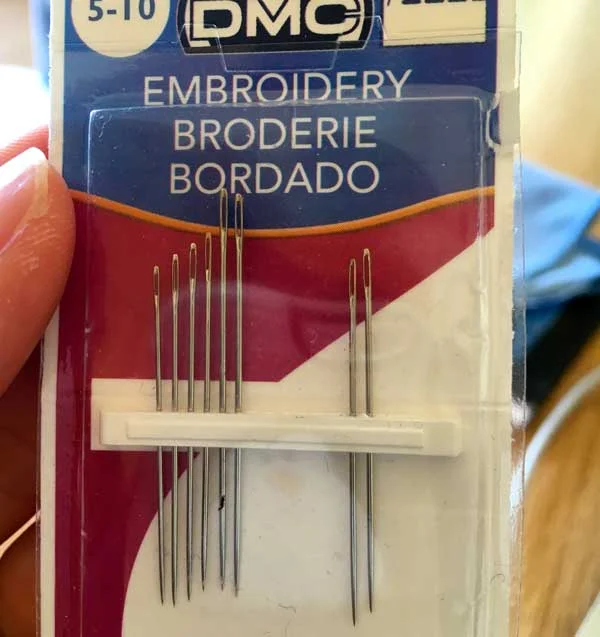 5-10
DMC
EMBROIDERY
BRODERIE
BORDADO